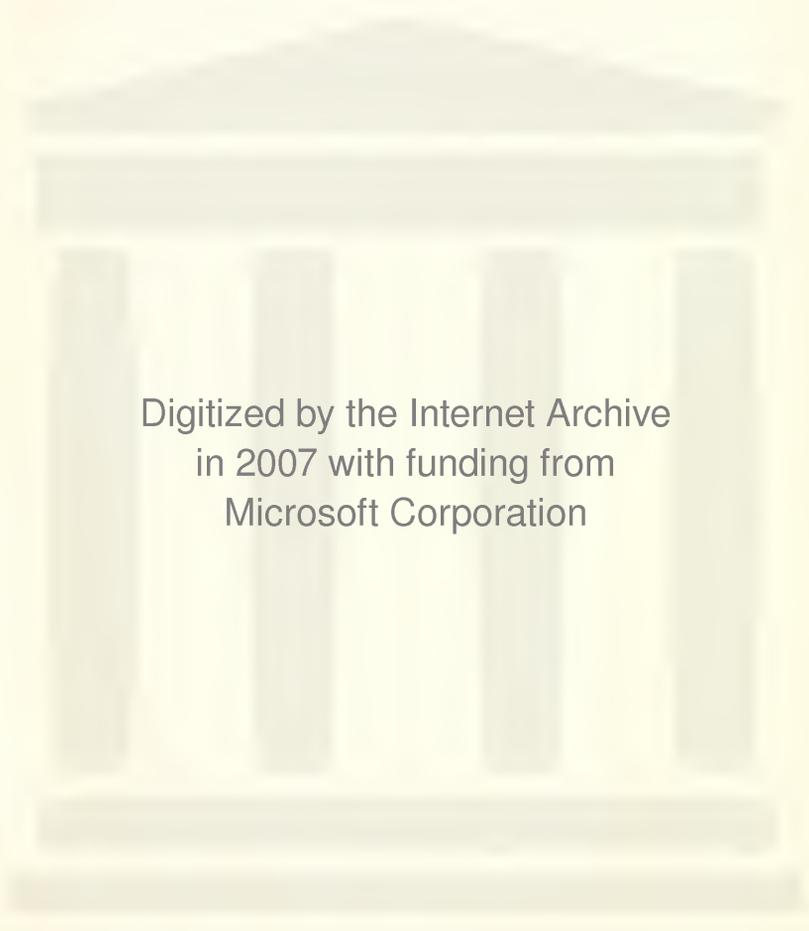 Digitized by the Internet Archive
in 2007 with funding from
Microsoft Corporation